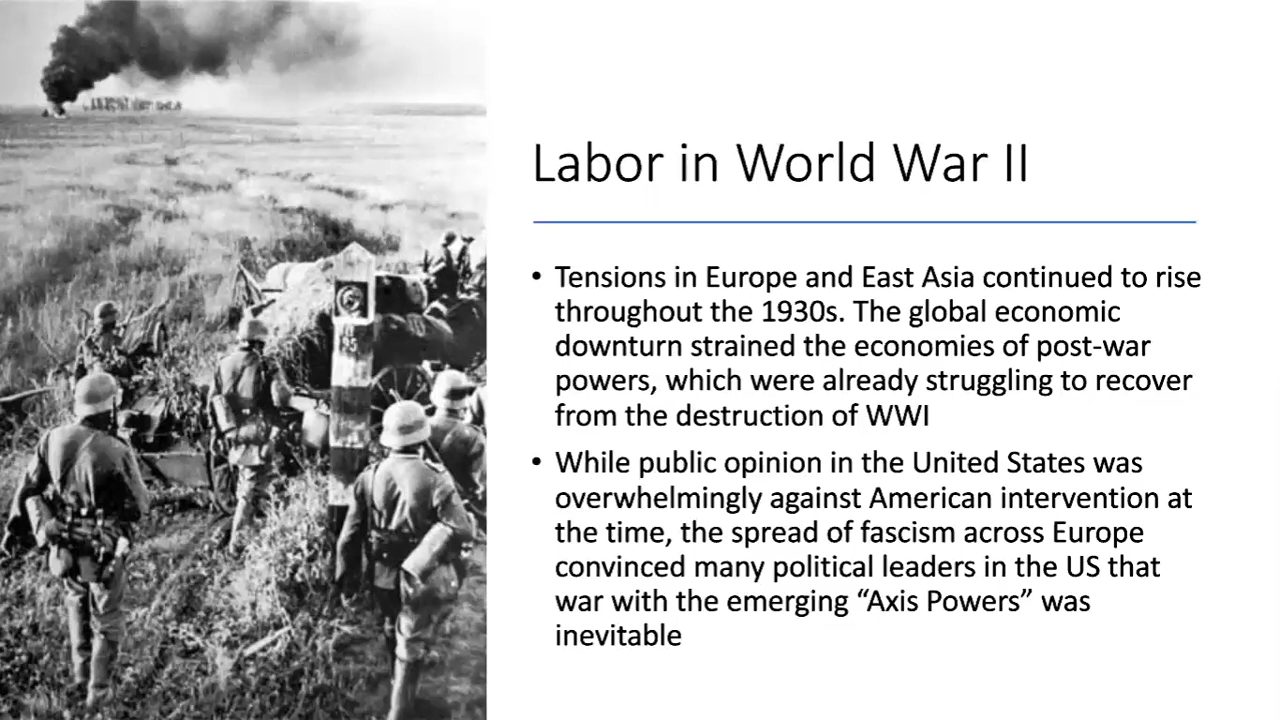 Labor in World War II
• Tensions in Europe and East Asia continued to rise
throughout the 1930s. The global economic
downturn strained the economies of post-war
powers, which were already struggling to recover
from the destruction of WWI
• While public opinion in the United States was
overwhelmingly against American intervention at
the time, the spread of fascism across Europe
convinced many political leaders in the US that
war with the emerging “Axis Powers” was
inevitable